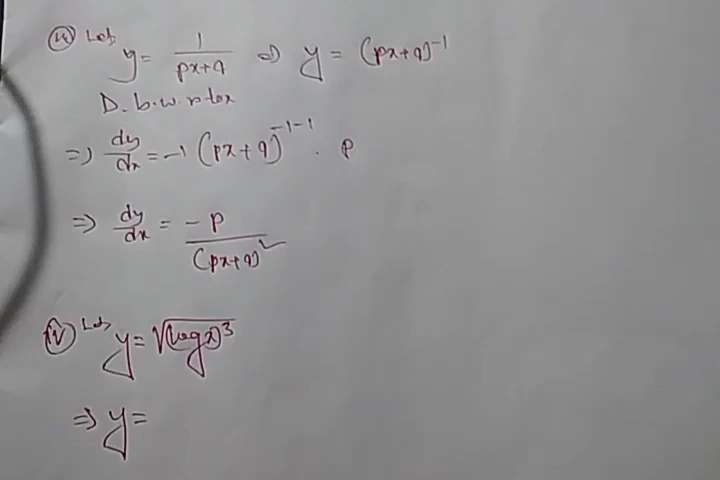 (iii) Let y = 1/(px+q) ⇒ y = (px+q)^-1
D. b. w. r. to x
⇒ dy/dx = -1 (px+q)^-1-1 . p
⇒ dy/dx = -p/(px+q)^2
(iv) Let y = √(log x)^3
⇒ y =